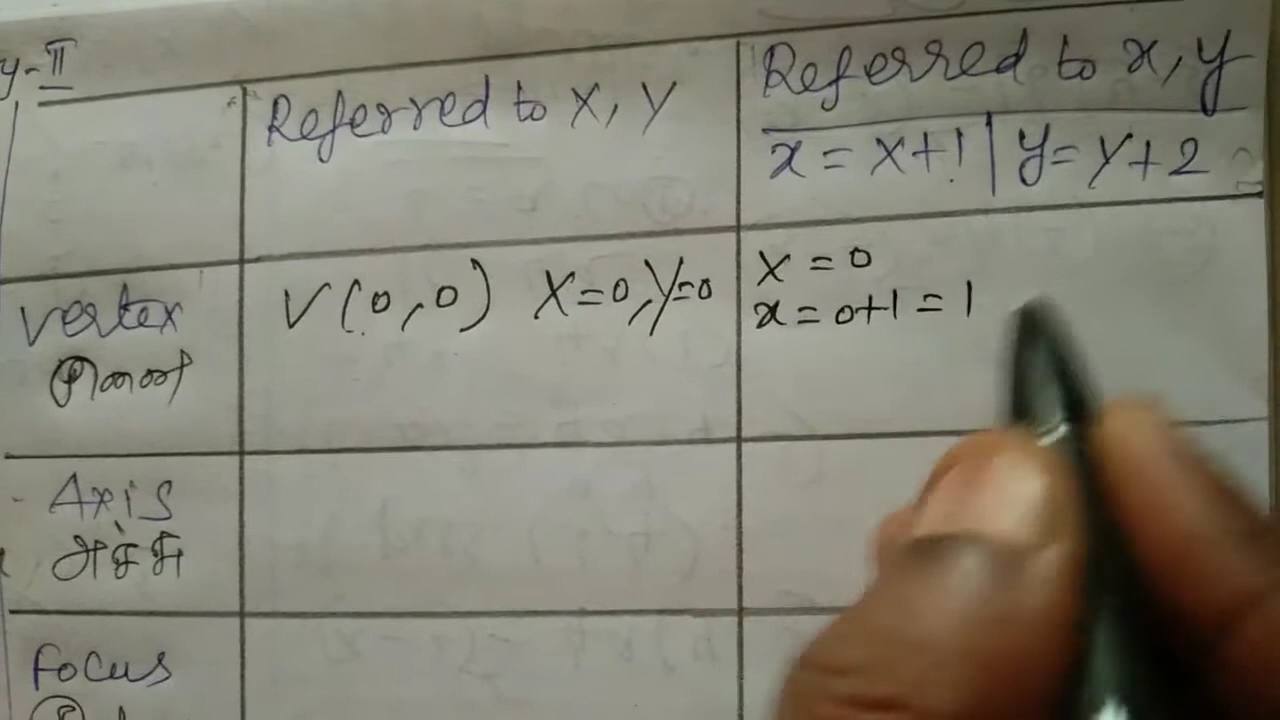 y-II
Referred to X, Y
Referred to x, y
x = X+1 | y = Y+2
Vertex
V(0,0) X=0, Y=0
X = 0
x = 0+1 = 1
Axis
Focus